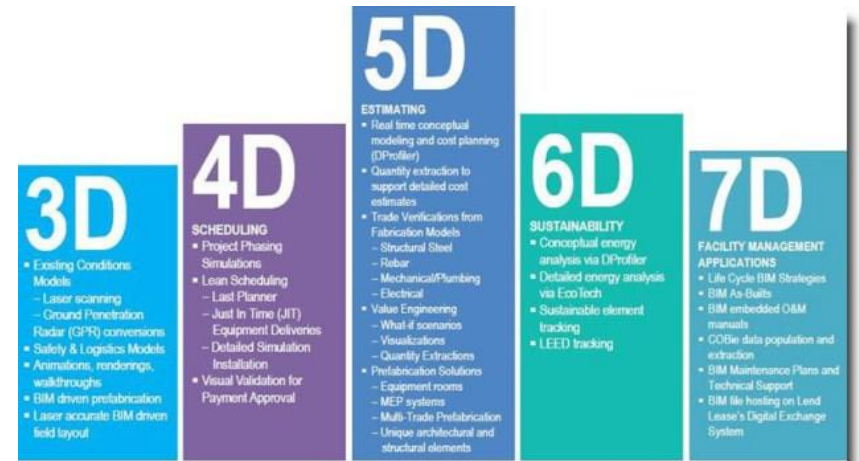 3D
▪ Existing Conditions
Models
– Laser scanning
– Ground Penetration
Radar (GPR) conversions
▪ Safety & Logistics Models
▪ Animations, renderings,
walkthroughs
▪ BIM driven prefabrication
▪ Laser accurate BIM driven
field layout
4D
SCHEDULING
▪ Project Phasing
Simulations
▪ Lean Scheduling
– Last Planner
– Just In Time (JIT)
Equipment Deliveries
– Detailed Simulation
Installation
▪ Visual Validation for
Payment Approval
5D
ESTIMATING
▪ Real time conceptual
modeling and cost planning
(DProfiler)
▪ Quantity extraction to
support detailed cost
estimates
▪ Trade Verifications from
Fabrication Models
– Structural Steel
– Rebar
– Mechanical/Plumbing
– Electrical
▪ Value Engineering
– What-if scenarios
– Visualizations
– Quantity Extractions
▪ Prefabrication Solutions
– Equipment rooms
– MEP systems
– Multi-Trade Prefabrication
– Unique architectural and
structural elements
6D
SUSTAINABILITY
▪ Conceptual energy
analysis via DProfiler
▪ Detailed energy analysis
via EcoTech
▪ Sustainable element
tracking
▪ LEED tracking
7D
FACILITY MANAGEMENT
APPLICATIONS
▪ Life Cycle BIM Strategies
▪ BIM As-Builts
▪ BIM embedded O&M
manuals
▪ COBie data population and
extraction
▪ BIM Maintenance Plans and
Technical Support
▪ BIM file hosting on Lend
Lease's Digital Exchange
System